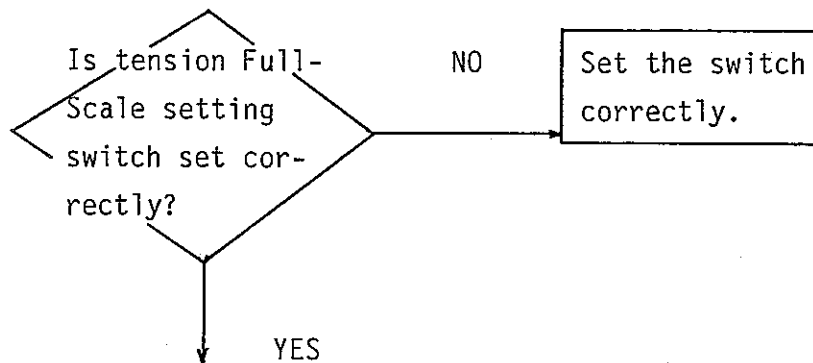 Is tension Full-
Scale setting
switch set cor-
rectly?
NO
Set the switch
correctly.
YES